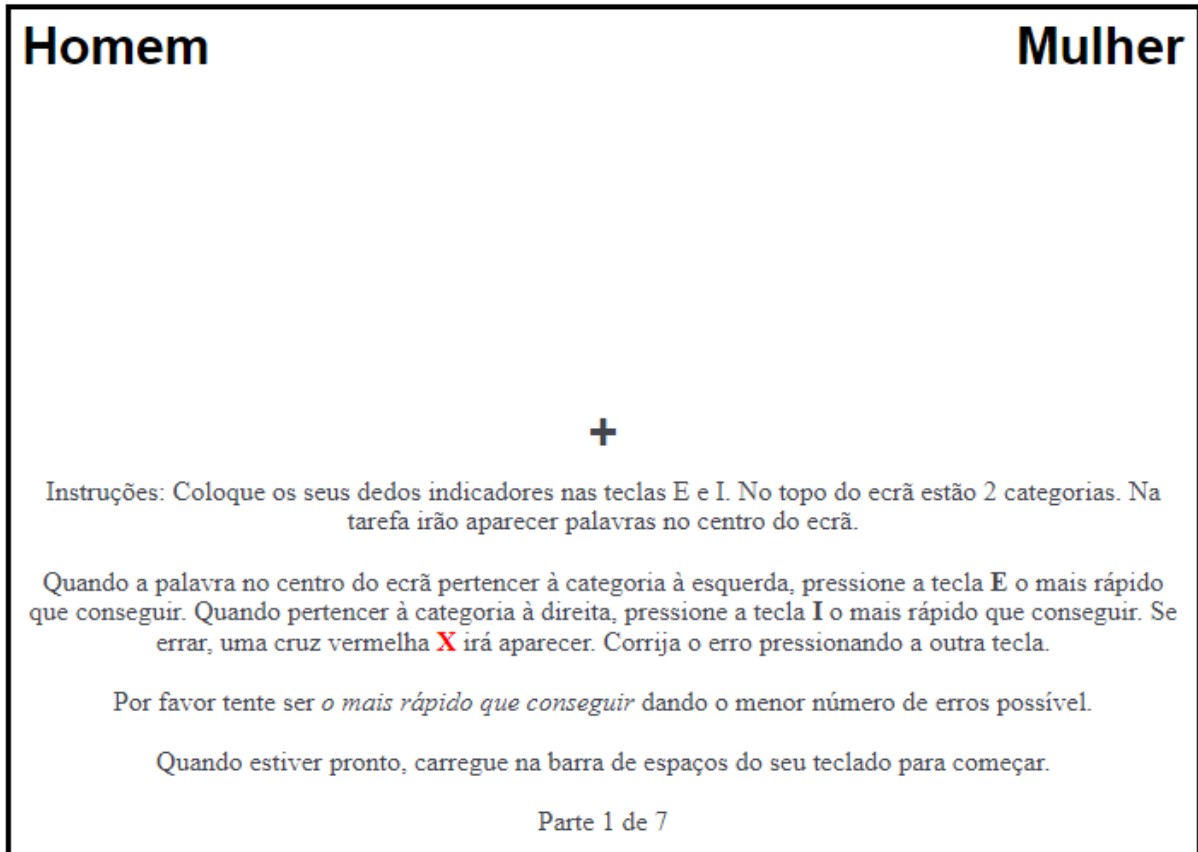 Homem Mulher
+
Instruções: Coloque os seus dedos indicadores nas teclas E e I. No topo do ecrã estão 2 categorias. Na
tarefa irão aparecer palavras no centro do ecrã.
Quando a palavra no centro do ecrã pertencer à categoria à esquerda, pressione a tecla E o mais rápido
que conseguir. Quando pertencer à categoria à direita, pressione a tecla I o mais rápido que conseguir. Se
errar, uma cruz vermelha X irá aparecer. Corrija o erro pressionando a outra tecla.
Por favor tente ser o mais rápido que conseguir dando o menor número de erros possível.
Quando estiver pronto, carregue na barra de espaços do seu teclado para começar.
Parte 1 de 7